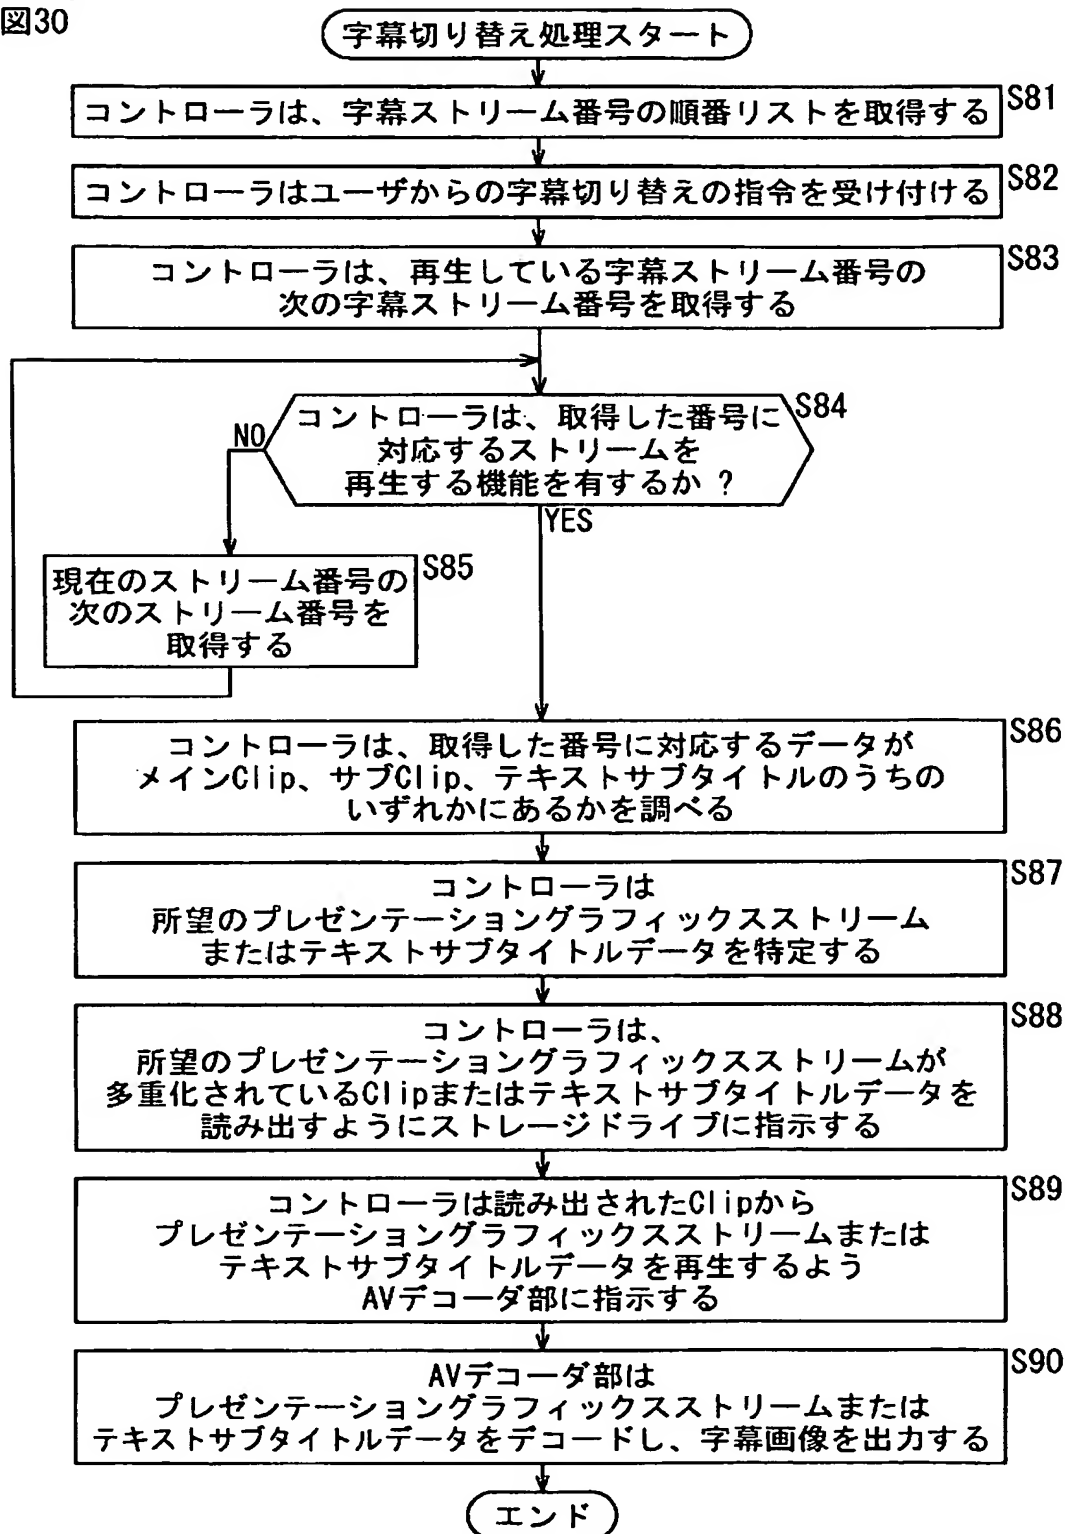 図30
字幕切り替え処理スタート
コントローラは、字幕ストリーム番号の順番リストを取得する
S81
コントローラはユーザからの字幕切り替えの指令を受け付ける
S82
コントローラは、再生している字幕ストリーム番号の
次の字幕ストリーム番号を取得する
S83
コントローラは、取得した番号に
対応するストリームを
再生する機能を有するか ?
S84
NO
YES
現在のストリーム番号の
次のストリーム番号を
取得する
S85
コントローラは、取得した番号に対応するデータが
メインClip、サブClip、テキストサブタイトルのうちの
いずれかにあるかを調べる
S86
コントローラは
所望のプレゼンテーショングラフィックスストリーム
またはテキストサブタイトルデータを特定する
S87
コントローラは、
所望のプレゼンテーショングラフィックスストリームが
多重化されているClipまたはテキストサブタイトルデータを
読み出すようにストレージドライブに指示する
S88
コントローラは読み出されたClipから
プレゼンテーショングラフィックスストリームまたは
テキストサブタイトルデータを再生するよう
AVデコーダ部に指示する
S89
AVデコーダ部は
プレゼンテーショングラフィックスストリームまたは
テキストサブタイトルデータをデコードし、字幕画像を出力する
S90
エンド